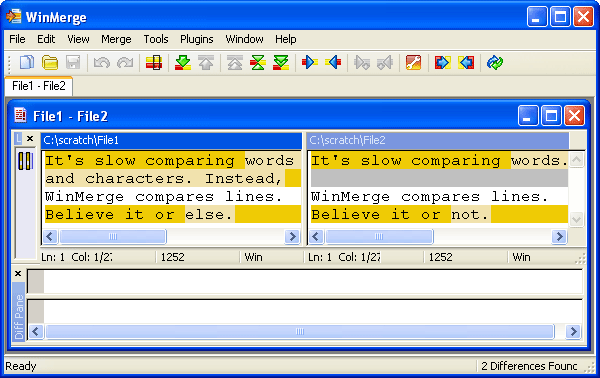 WinMerge
File Edit View Merge Tools Plugins Window Help
File1 - File2
File1 - File2
L
C:\scratch\File1
It's slow comparing words
and characters. Instead,
WinMerge compares lines.
Believe it or else.
C:\scratch\File2
It's slow comparing words.
WinMerge compares lines.
Believe it or not.
Ln: 1 Col: 1/27 1252 Win
Ln: 1 Col: 1/27 1252 Win
Diff Pane
Ready
2 Differences Found